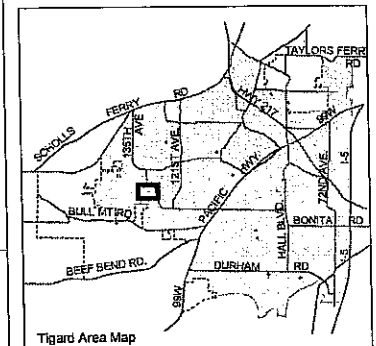 TAYLORS FERRY
RD
SCHOLLS
FERRY
RD
HWY 217
99W
135TH AVE
121ST AVE.
PACIFIC
HWY.
72ND AVE.
I-5
HALL BLVD.
BULL MT RD
BONITA RD
BEEF BEND RD.
DURHAM RD
I-5
99W
Tigard Area Map